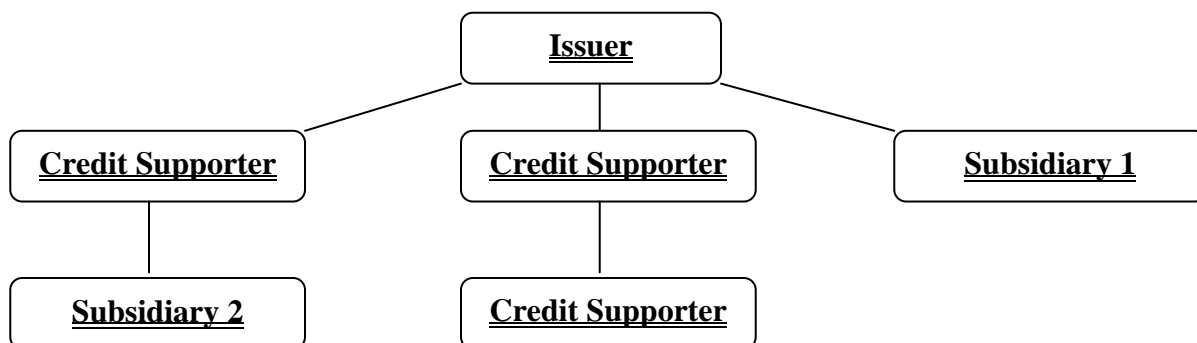 Issuer
Credit Supporter
Credit Supporter
Subsidiary 1
Subsidiary 2
Credit Supporter